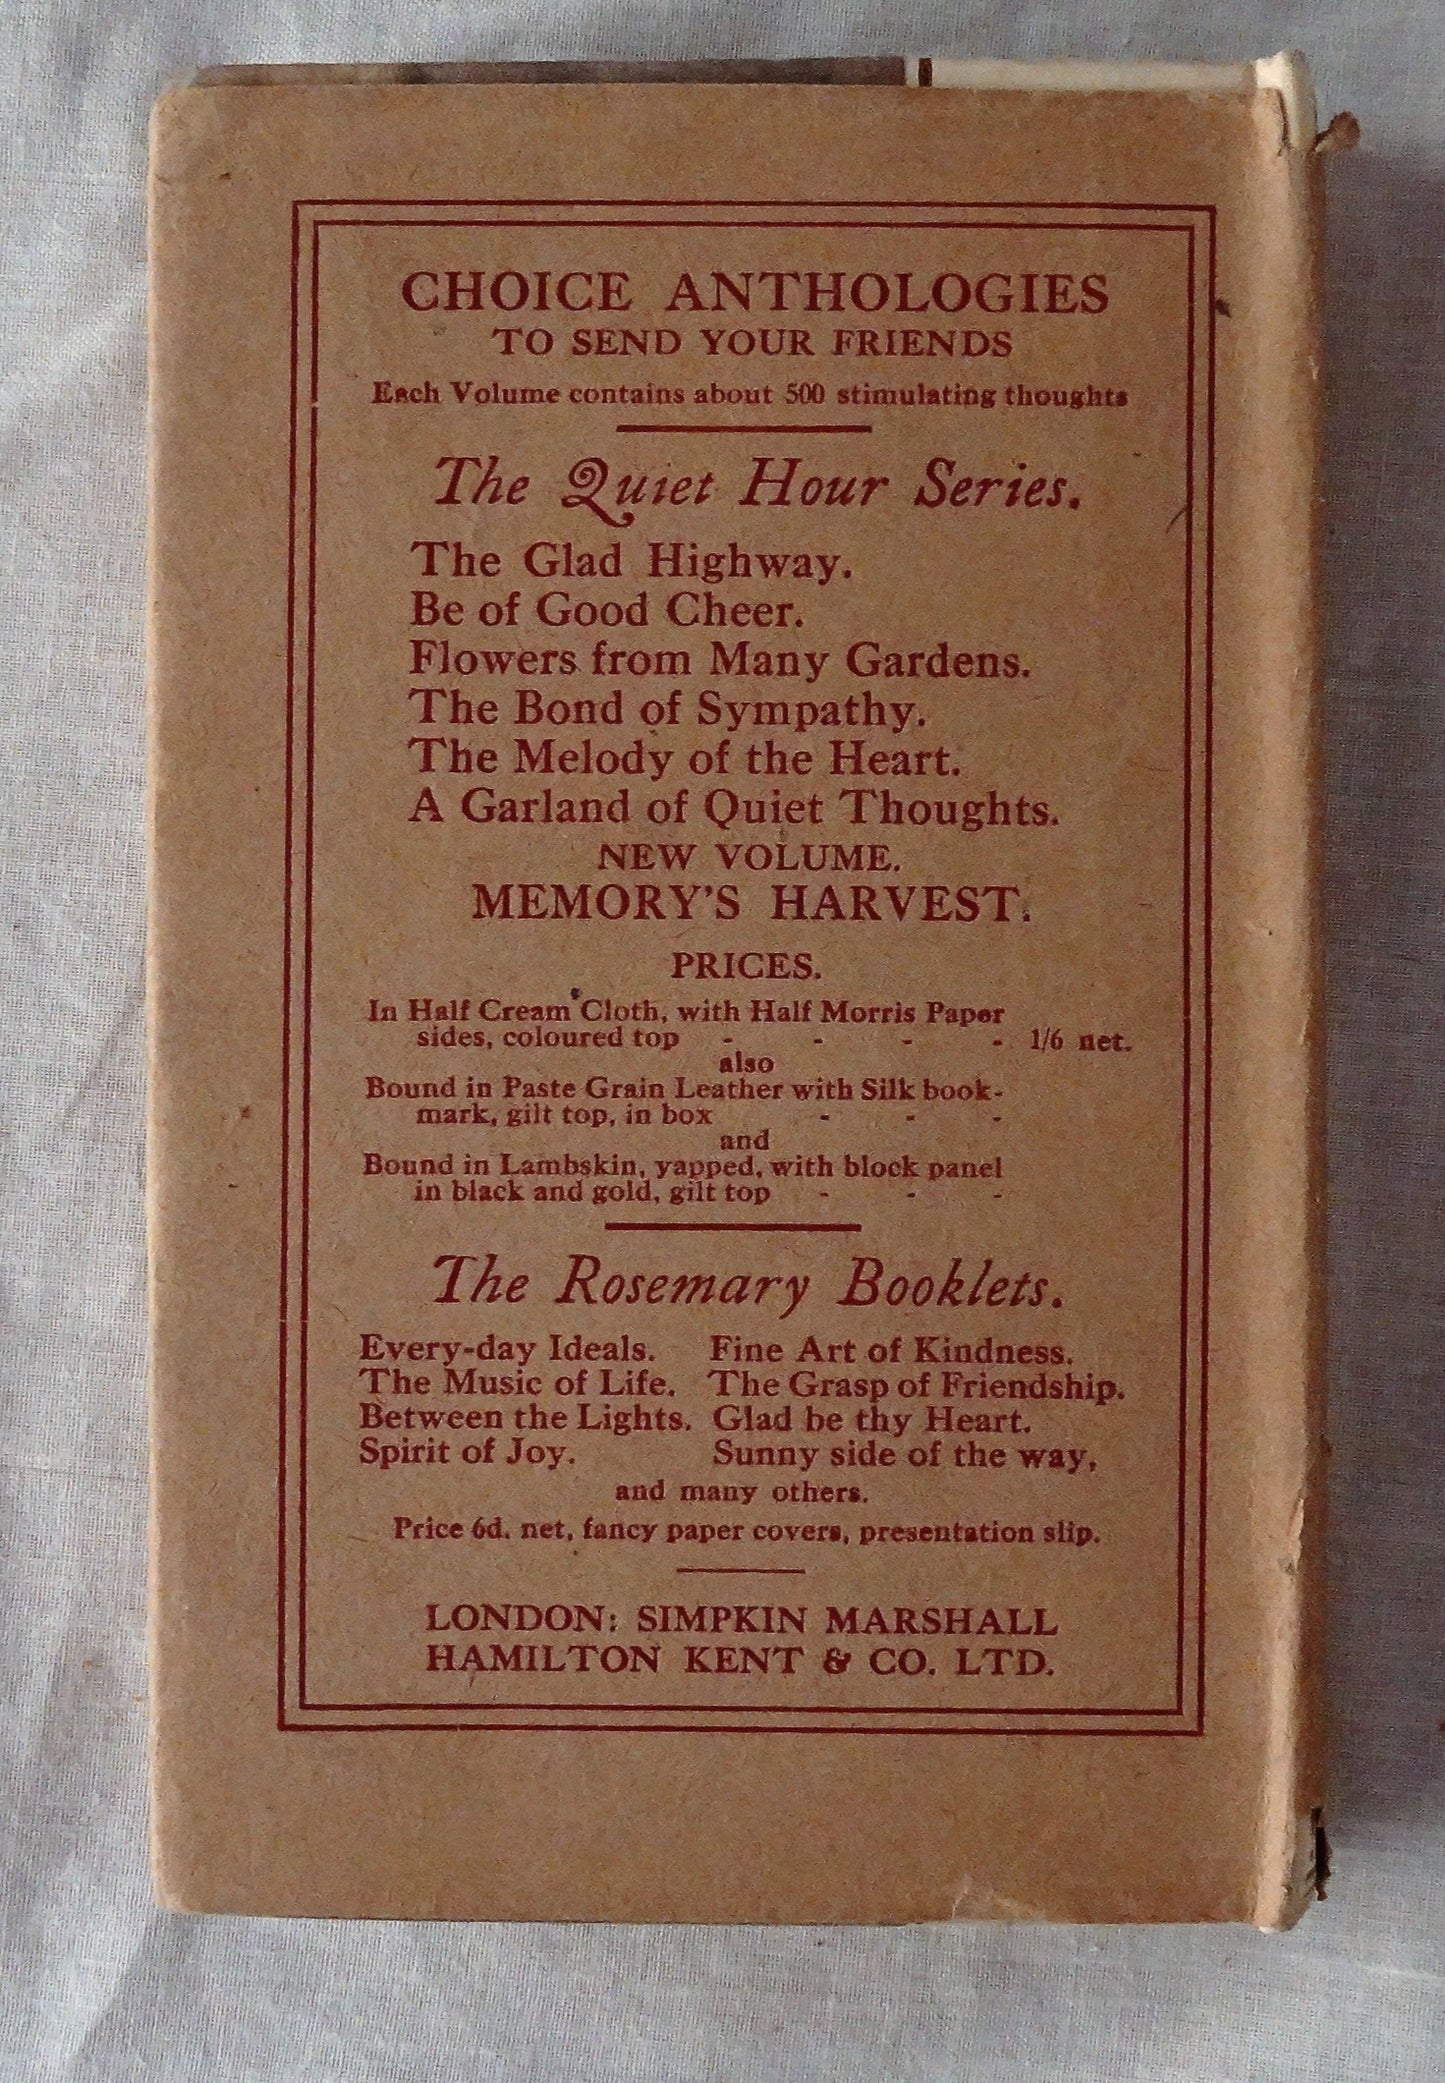 CHOICE ANTHOLOGIES
TO SEND YOUR FRIENDS
Each Volume contains about 500 stimulating thoughts
The Quiet Hour Series.
The Glad Highway.
Be of Good Cheer.
Flowers from Many Gardens.
The Bond of Sympathy.
The Melody of the Heart.
A Garland of Quiet Thoughts.
NEW VOLUME.
MEMORY'S HARVEST.
PRICES.
In Half Cream Cloth, with Half Morris Paper
sides, coloured top - - - - 1/6 net.
also
Bound in Paste Grain Leather with Silk book-
mark, gilt top, in box - - -
and
Bound in Lambskin, yapped, with block panel
in black and gold, gilt top - - -
The Rosemary Booklets.
Every-day Ideals. Fine Art of Kindness.
The Music of Life. The Grasp of Friendship.
Between the Lights. Glad be thy Heart.
Spirit of Joy. Sunny side of the way,
and many others.
Price 6d. net, fancy paper covers, presentation slip.
LONDON: SIMPKIN MARSHALL
HAMILTON KENT & CO. LTD.